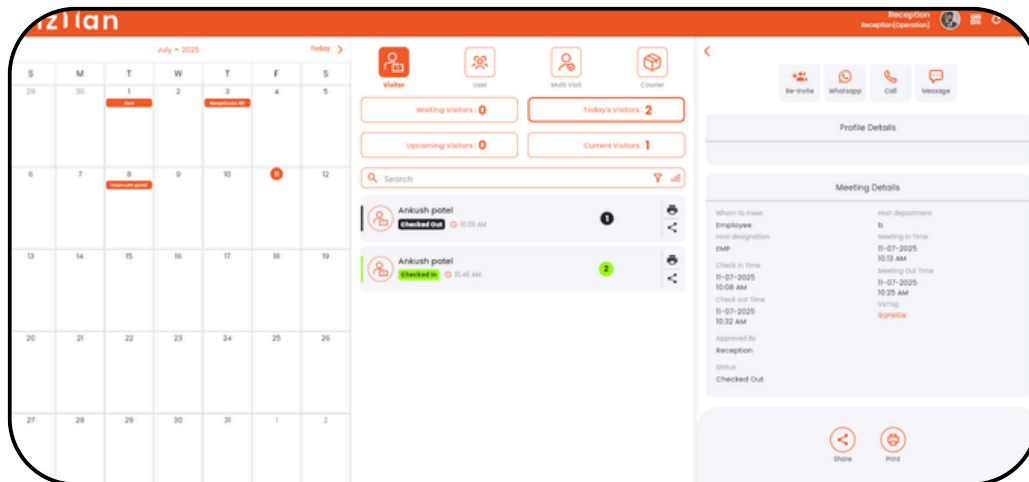 Reception
Reception(Operation)
July 2025 Today
S M T W T F S
29 30 1 2 3 4 5
6 7 8 9 10 11 12
Ankush patel
13 14 15 16 17 18 19
20 21 22 23 24 25 26
27 28 29 30 31 1 2
Visitor User Multi Visit Courier
Waiting Visitors : 0 Today's Visitors : 2
Upcoming Visitors : 0 Current Visitors : 1
Search
Ankush patel
Checked Out 10:08 AM
1
Ankush patel
Checked In 10:40 AM
2
Re-Invite Whatsapp Call Message
Profile Details
Meeting Details
Whom to meet
Employee
Host designation
EMP
Check In Time
11-07-2025
10:08 AM
Check out Time
11-07-2025
10:32 AM
Approved By
Reception
Status
Checked Out
Host department
b
Meeting In Time
11-07-2025
10:13 AM
Meeting Out Time
11-07-2025
10:25 AM
VizTag
Share Print